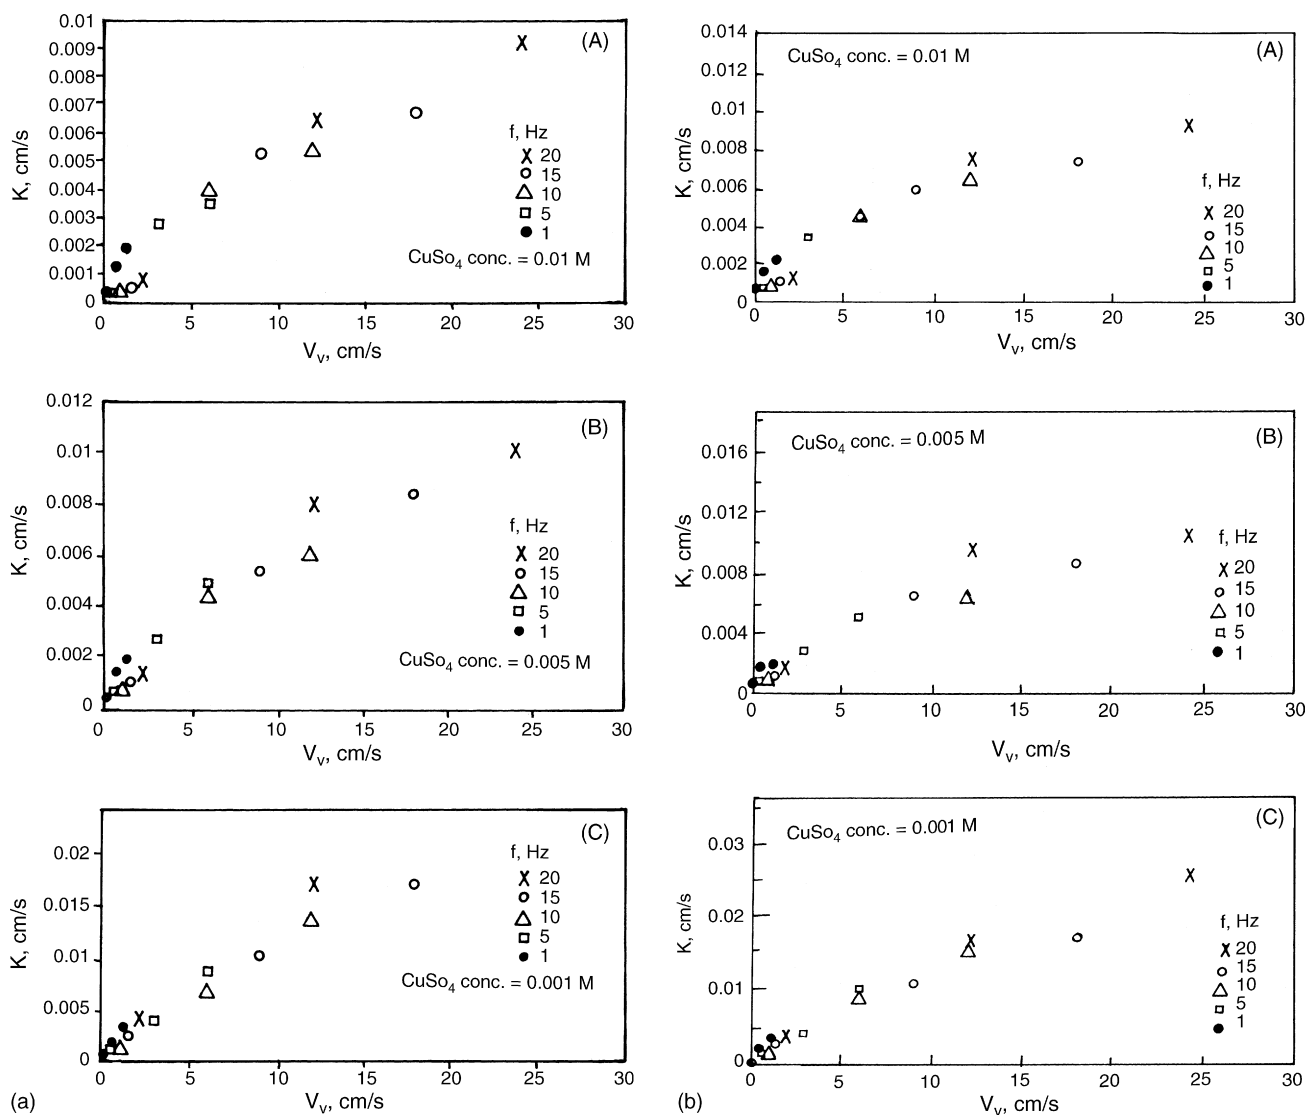 (A)
0.01
0.009
0.008
0.007
0.006
0.005
0.004
0.003
0.002
0.001
0
K, cm/s
f, Hz
20
15
10
5
1
CuSo4 conc. = 0.01 M
0 5 10 15 20 25 30
Vv, cm/s
(B)
0.012
0.01
0.008
0.006
0.004
0.002
0
K, cm/s
f, Hz
20
15
10
5
1
CuSo4 conc. = 0.005 M
0 5 10 15 20 25 30
Vv, cm/s
(C)
0.02
0.015
0.01
0.005
0
K, cm/s
f, Hz
20
15
10
5
1
CuSo4 conc. = 0.001 M
0 5 10 15 20 25 30
Vv, cm/s
(a)
(A)
CuSo4 conc. = 0.01 M
0.014
0.012
0.01
0.008
0.006
0.004
0.002
0
K, cm/s
f, Hz
20
15
10
5
1
0 5 10 15 20 25 30
Vv, cm/s
(B)
CuSo4 conc. = 0.005 M
0.016
0.012
0.008
0.004
0
K, cm/s
f, Hz
20
15
10
5
1
0 5 10 15 20 25 30
Vv, cm/s
(C)
CuSo4 conc. = 0.001 M
0.03
0.02
0.01
0
K, cm/s
f, Hz
20
15
10
5
1
0 5 10 15 20 25 30
Vv, cm/s
(b)